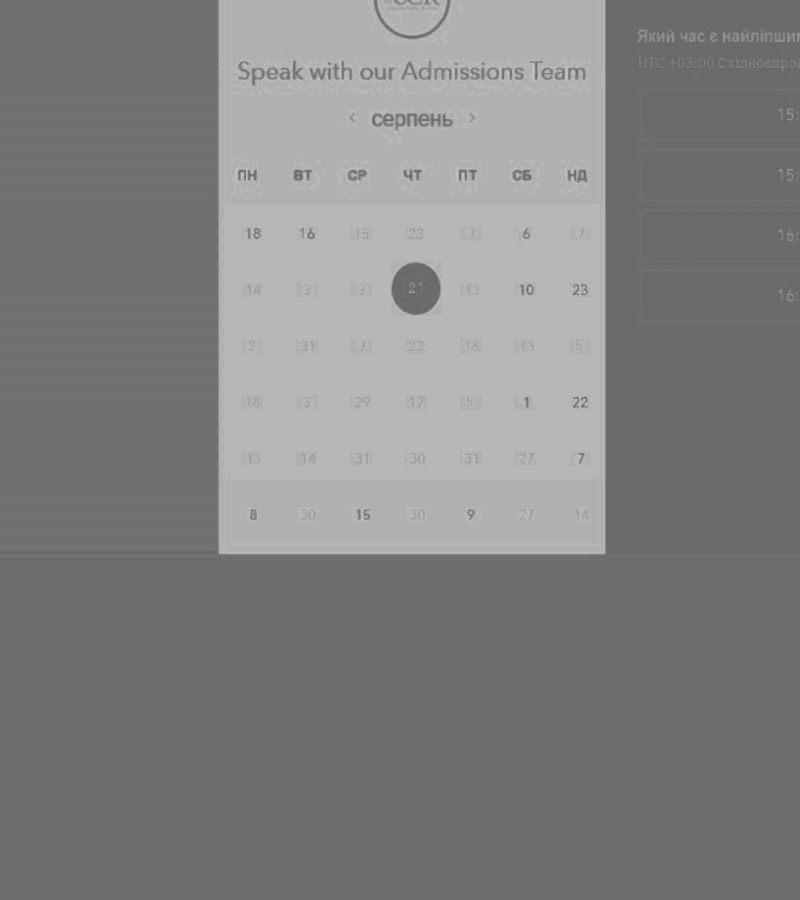 Speak with our Admissions Team
< серпень >
ПН ВТ СР ЧТ ПТ СБ НД
18 16 15 23 7 6 7
14 3 3 21 13 10 23
2 31 7 23 18 13 5
18 3 29 17 5 1 22
13 14 31 30 31 27 7
8 30 15 30 9 27 14
Який час є
UTC +03:00
15:
15:
16:
16: